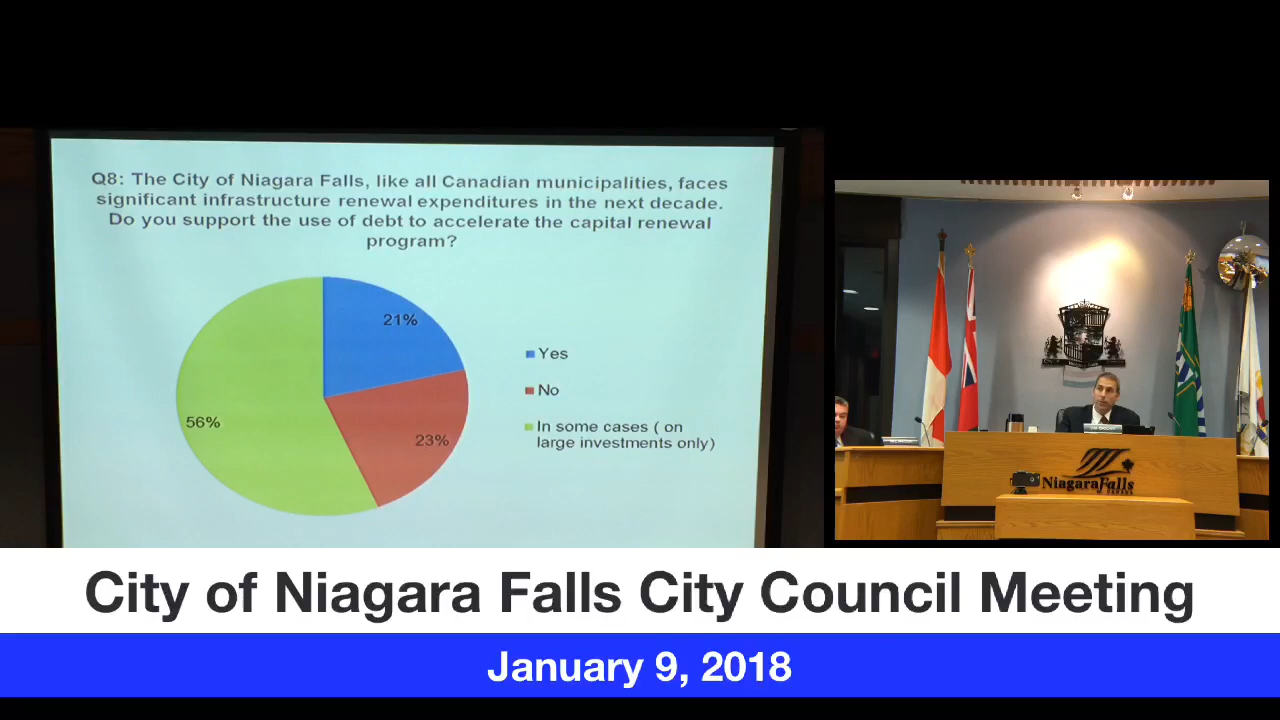 Q8: The City of Niagara Falls, like all Canadian municipalities, faces
significant infrastructure renewal expenditures in the next decade.
Do you support the use of debt to accelerate the capital renewal
program?
21%
23%
56%
Yes
No
In some cases ( on
large investments only)
NiagaraFalls
City of Niagara Falls City Council Meeting
January 9, 2018